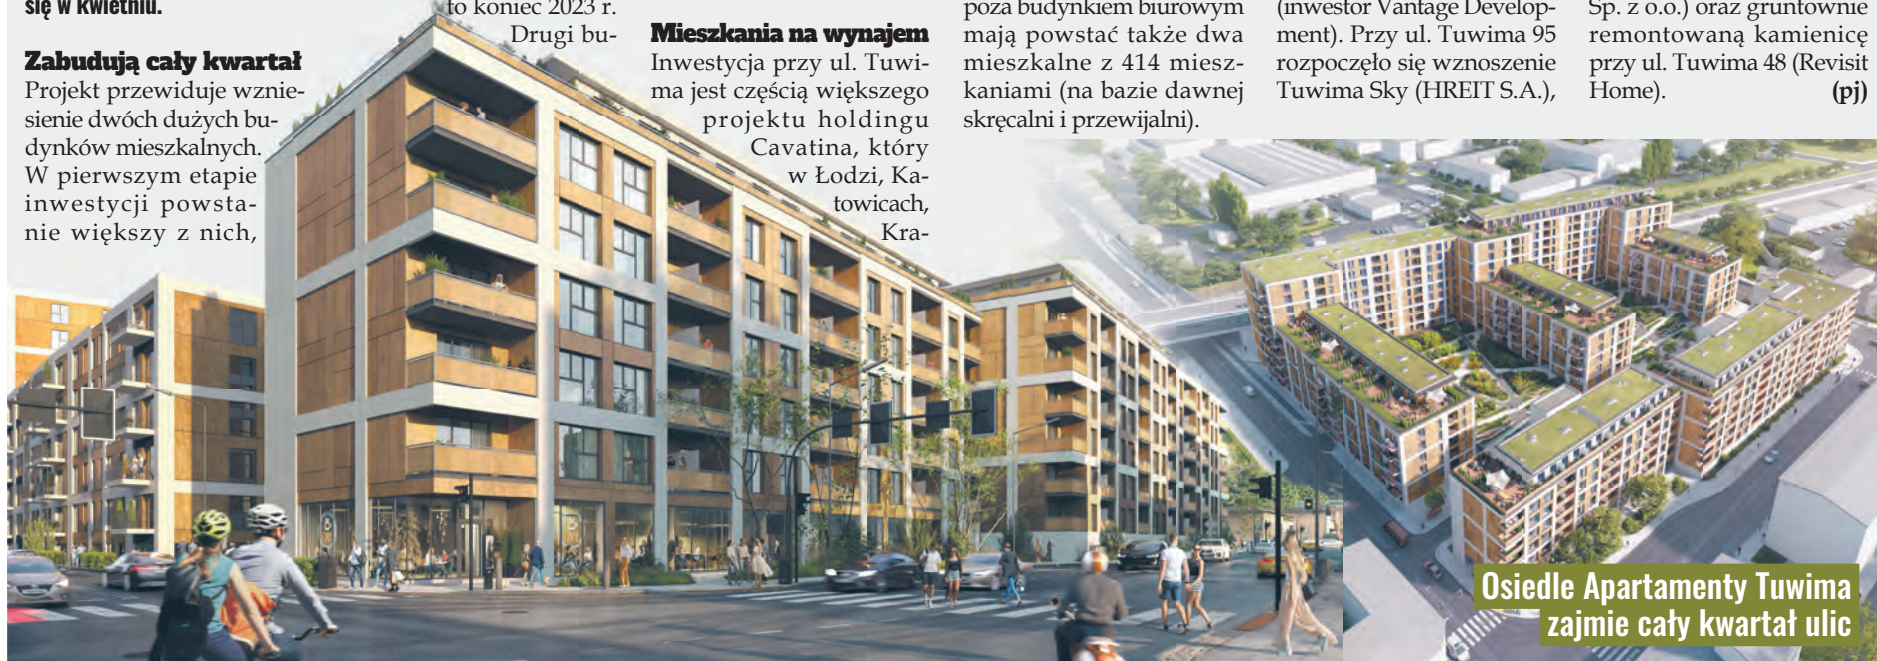 się w kwietniu.
Zabudują cały kwartał
Projekt przewiduje wznie-
sienie dwóch dużych bu-
dynków mieszkalnych.
W pierwszym etapie
inwestycji powsta-
nie większy z nich,
to koniec 2023 r.
Drugi bu-
Mieszkania na wynajem
Inwestycja przy ul. Tuwi-
ma jest częścią większego
projektu holdingu
Cavatina, który
w Łodzi, Ka-
towicach,
Kra-
poza budynkiem biurowym
mają powstać także dwa
mieszkalne z 414 miesz-
kaniami (na bazie dawnej
skręcalni i przewijalni).
(inwestor Vantage Develop-
ment). Przy ul. Tuwima 95
rozpoczęło się wznoszenie
Tuwima Sky (HREIT S.A.),
Sp. z o.o.) oraz gruntownie
remontowaną kamienicę
przy ul. Tuwima 48 (Revisit
Home). (pj)
Osiedle Apartamenty Tuwima
zajmie cały kwartał ulic